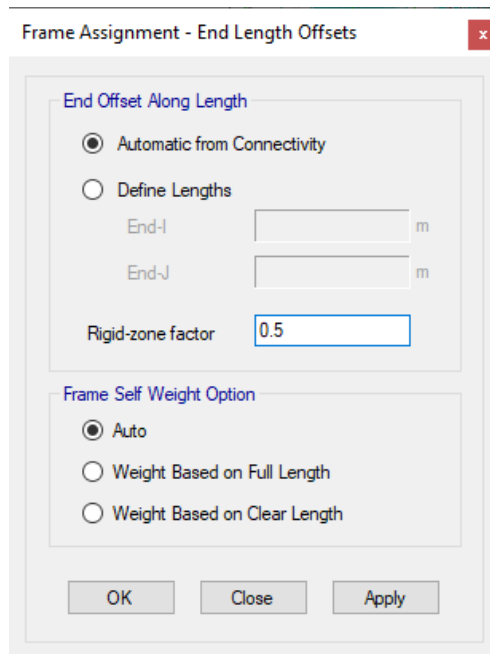 Frame Assignment - End Length Offsets
x
End Offset Along Length
Automatic from Connectivity
Define Lengths
End-I m
End-J m
Rigid-zone factor 0.5
Frame Self Weight Option
Auto
Weight Based on Full Length
Weight Based on Clear Length
OK Close Apply